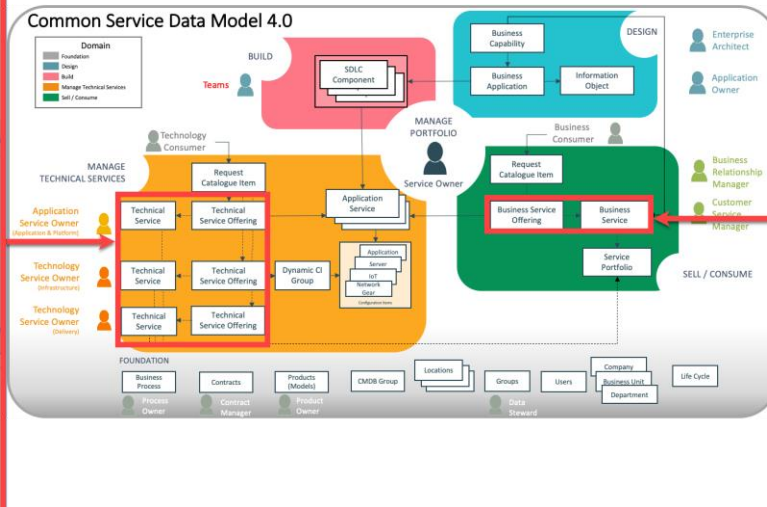 Common Service Data Model 4.0
Domain
Foundation
Design
Build
Manage Technical Services
Sell / Consume
BUILD
Teams
SDLC
Component
DESIGN
Business
Capability
Business
Application
Information
Object
Enterprise
Architect
Application
Owner
MANAGE
PORTFOLIO
Service Owner
Technology
Consumer
Business
Consumer
MANAGE
TECHNICAL SERVICES
Request
Catalogue Item
Request
Catalogue Item
Business
Relationship
Manager
Customer
Service
Manager
Application
Service Owner
(Application & Platform)
Technical
Service
Technical
Service Offering
Application
Service
Business Service
Offering
Business
Service
Technology
Service Owner
(Infrastructure)
Technical
Service
Technical
Service Offering
Dynamic CI
Group
Application
Server
IoT
Network
Gear
Configuration Items
Service
Portfolio
SELL / CONSUME
Technology
Service Owner
(Delivery)
Technical
Service
Technical
Service Offering
FOUNDATION
Business
Process
Contracts
Products
(Models)
CMDB Group
Locations
Groups
Users
Company
Business Unit
Department
Life Cycle
Process
Owner
Contract
Manager
Product
Owner
Data
Steward